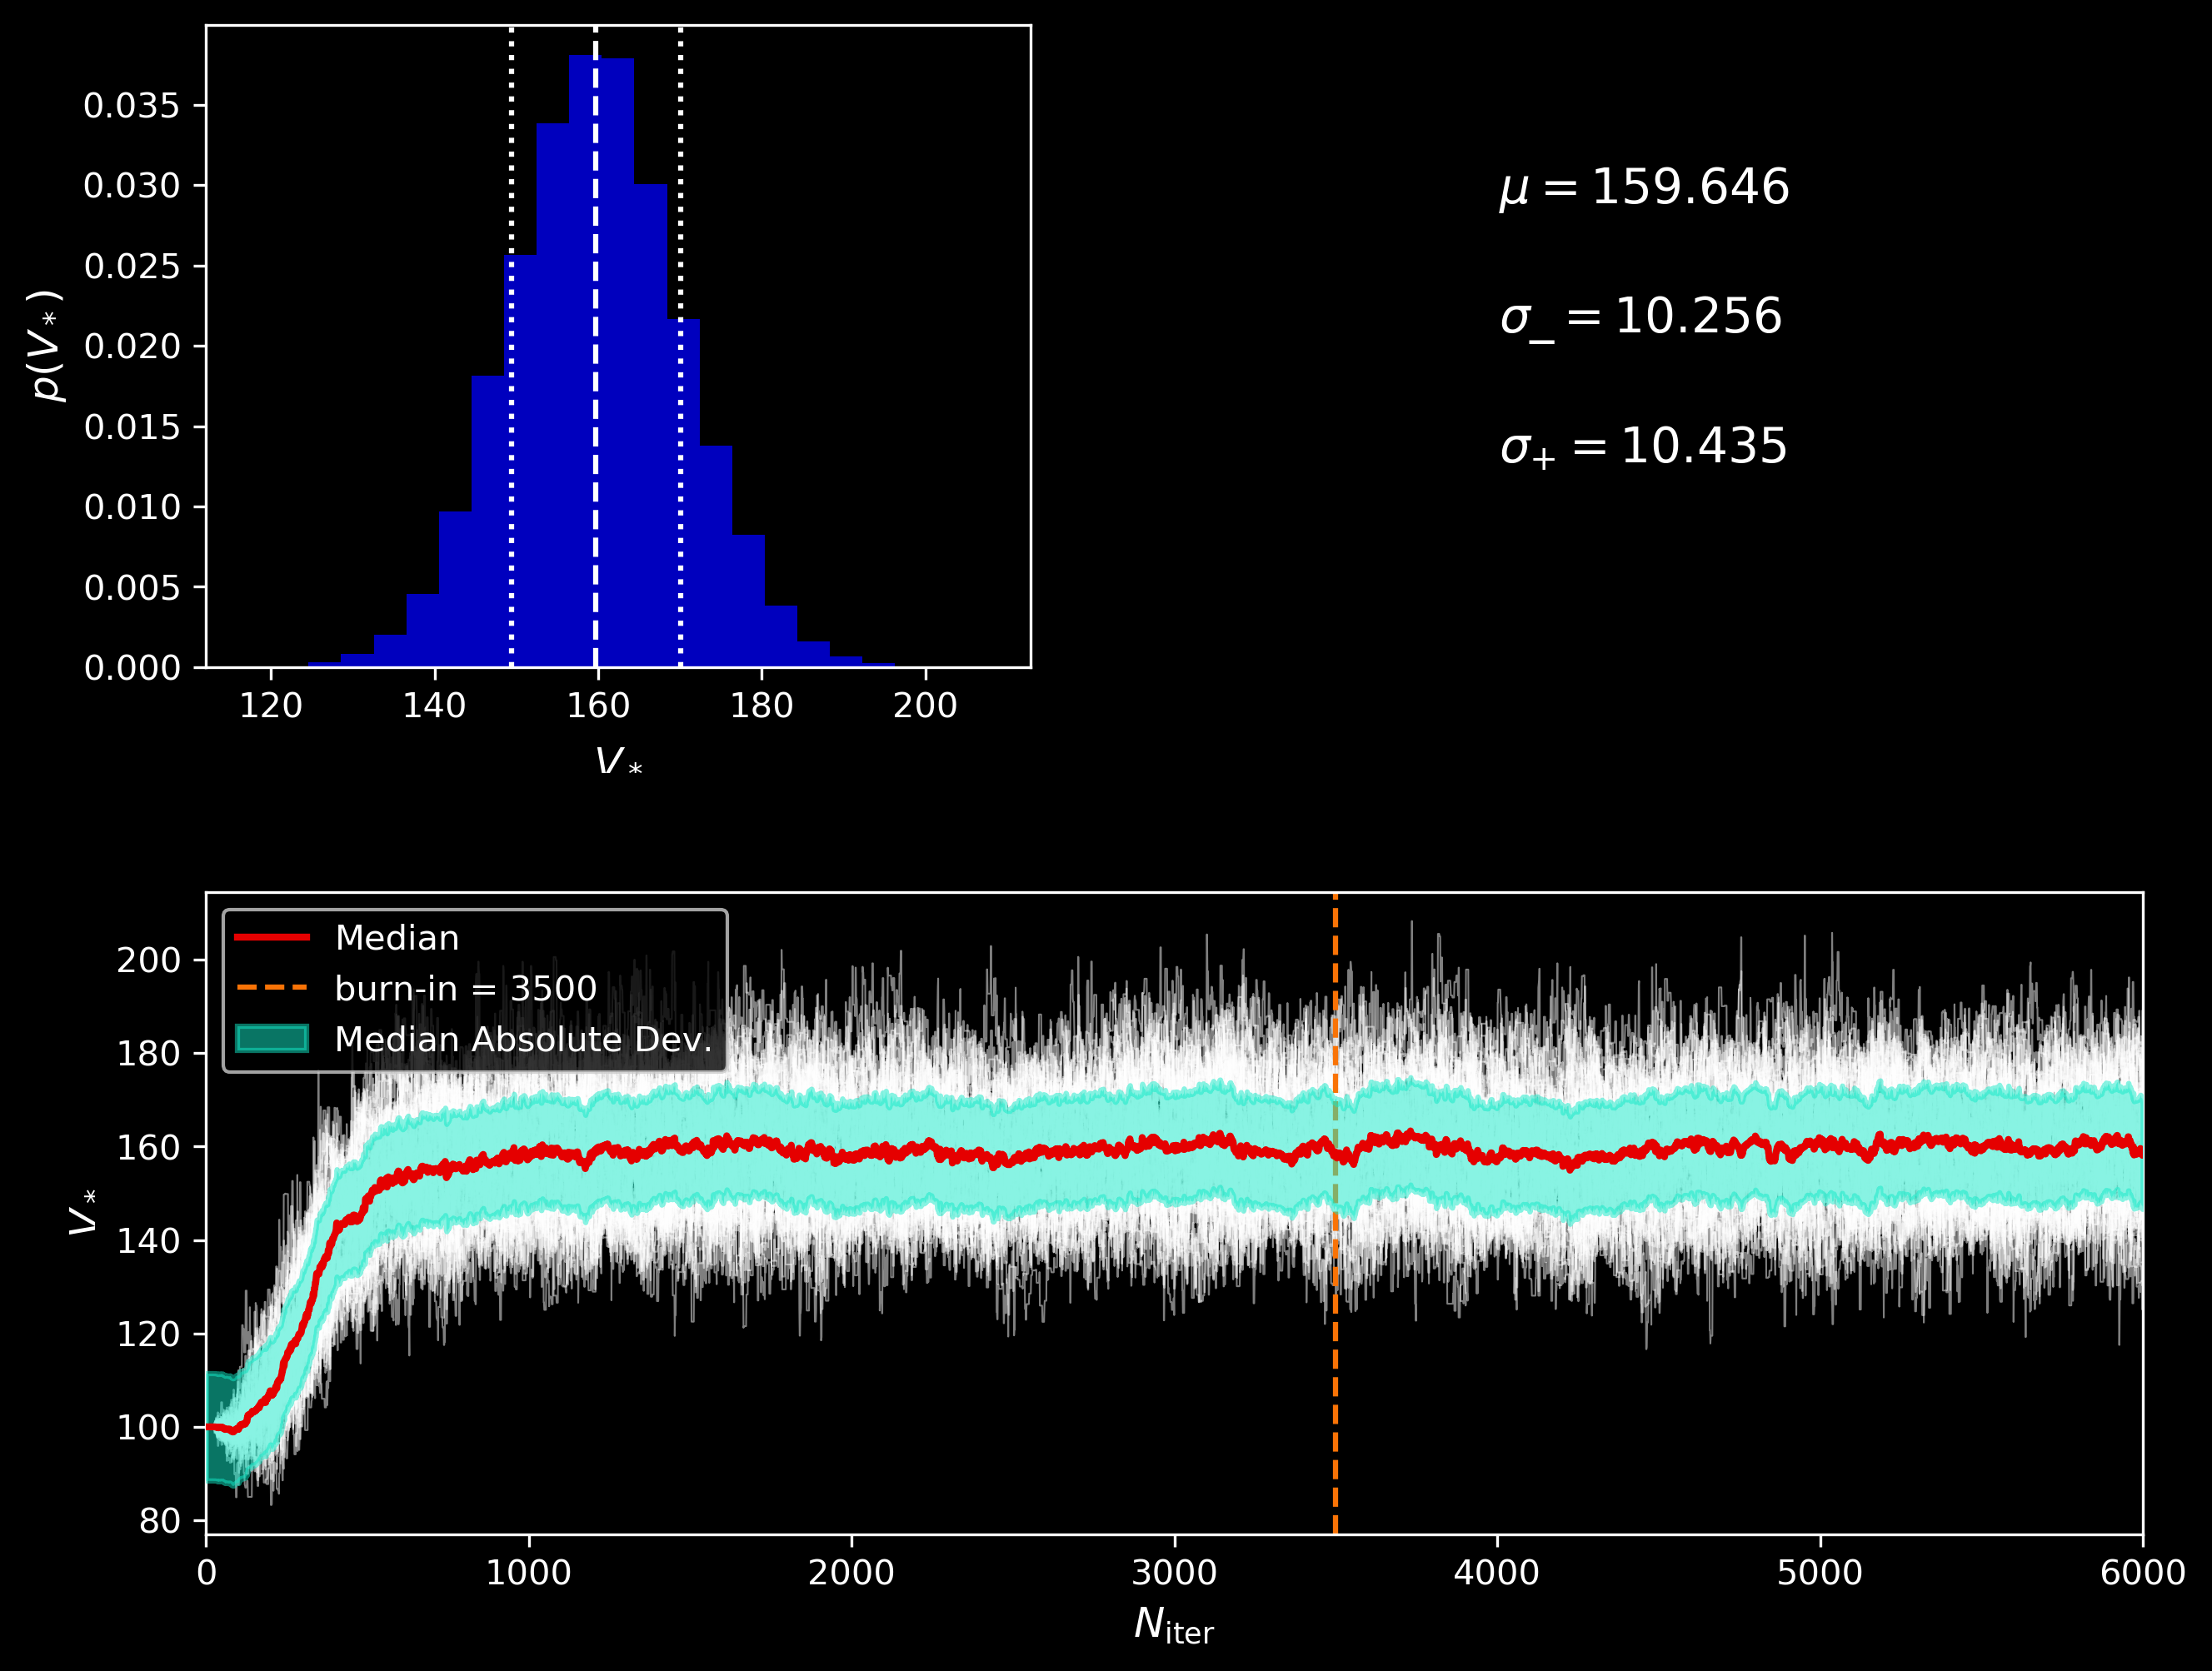 0.035
0.030
0.025
0.020
0.015
0.010
0.005
0.000
p(V*)
120 140 160 180 200
V*
μ = 159.646
σ_ = 10.256
σ+ = 10.435
Median
burn-in = 3500
Median Absolute Dev.
200
180
160
140
120
100
80
V*
0 1000 2000 3000 4000 5000 6000
Niter